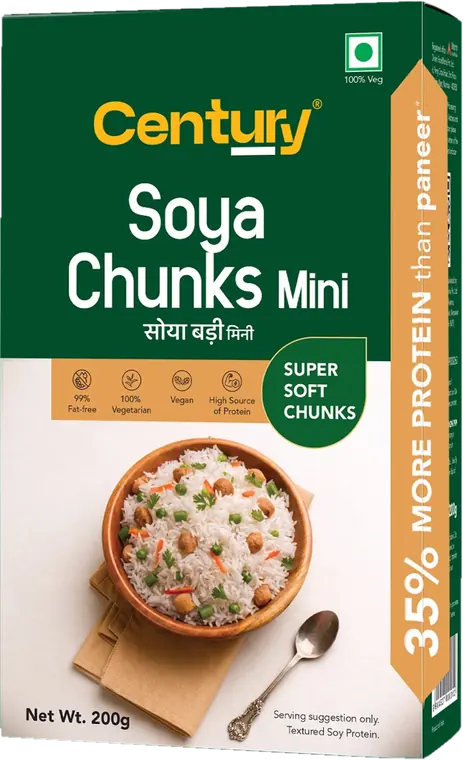 100% Veg
Century®
Soya
Chunks Mini
सोया बड़ी मिनी
99%
Fat-free
100%
Vegetarian
Vegan
High Source
of Protein
SUPER
SOFT
CHUNKS
35% MORE PROTEIN than paneer*
Net Wt. 200g
Serving suggestion only.
Textured Soy Protein.